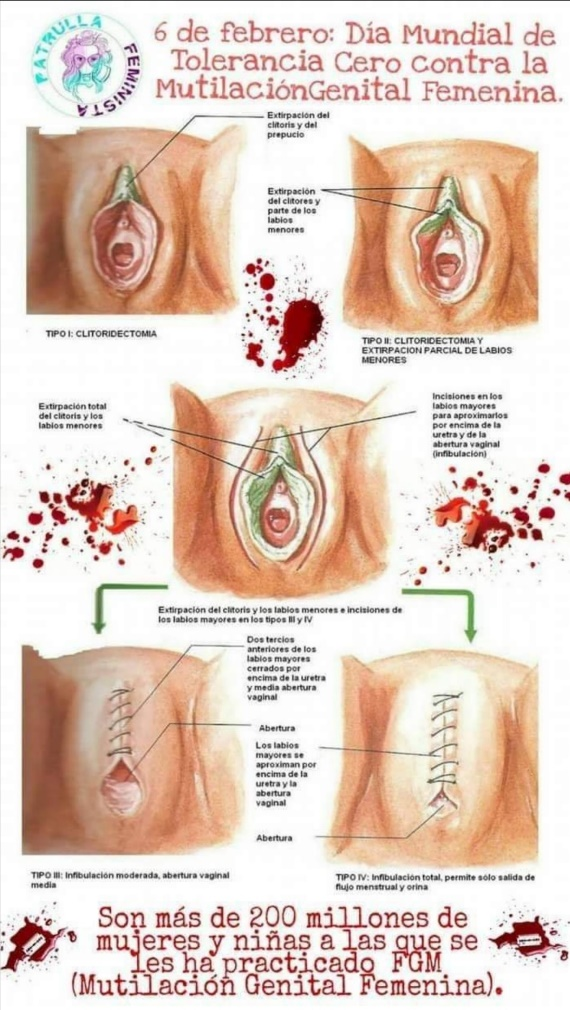 PATRULLA
FEMINISTA
6 de febrero: Día Mundial de
Tolerancia Cero contra la
MutilaciónGenital Femenina.
Extirpación del
clítoris y del
prepucio
Extirpación
del clítores y
parte de los
labios
menores
TIPO I: CLITORIDECTOMIA
TIPO II: CLITORIDECTOMIA Y
EXTIRPACION PARCIAL DE LABIOS
MENORES
Extirpación total
del clítoris y los
labios menores
Incisiones en los
labios mayores
para aproximarlos
por encima de la
uretra y de la
abertura vaginal
(infibulación)
Extirpación del clítoris y los labios menores e incisiones de
los labios mayores en los tipos III y IV
Dos tercios
anteriores de los
labios mayores
cerrados por
encima de la uretra
y media abertura
vaginal
Abertura
Los labios
mayores se
aproximan por
encima de la
uretra y la
abertura
vaginal
Abertura
TIPO III: Infibulación moderada, abertura vaginal
media
TIPO IV: Infibulación total, permite sólo salida de
flujo menstrual y orina
Son más de 200 millones de
mujeres y niñas a las que se
les ha practicado FGM
(Mutilación Genital Femenina).